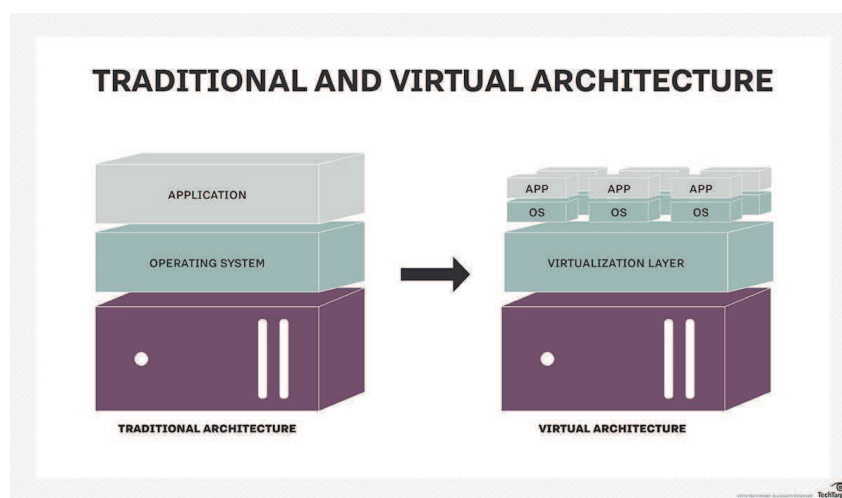 TRADITIONAL AND VIRTUAL ARCHITECTURE
APPLICATION
OPERATING SYSTEM
TRADITIONAL ARCHITECTURE
APP APP APP
OS OS OS
VIRTUALIZATION LAYER
VIRTUAL ARCHITECTURE